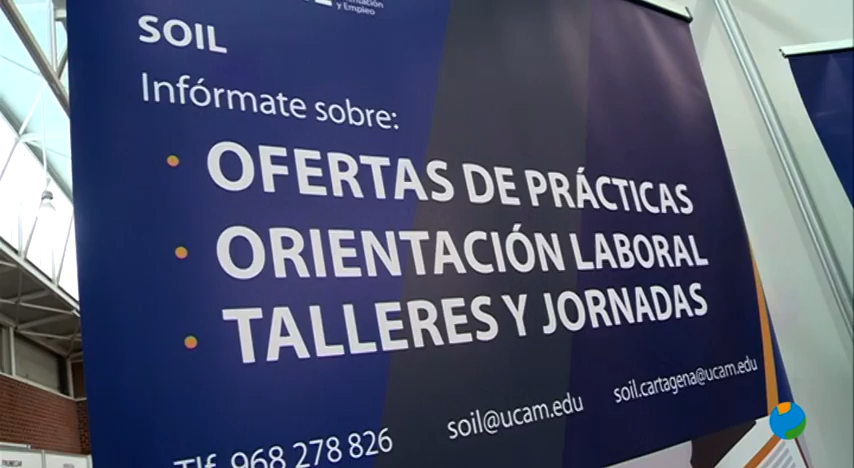 y Empleo
SOIL
Infórmate sobre:
• OFERTAS DE PRÁCTICAS
• ORIENTACIÓN LABORAL
• TALLERES Y JORNADAS
Tlf. 968 278 826
soil@ucam.edu
soil.cartagena@ucam.edu